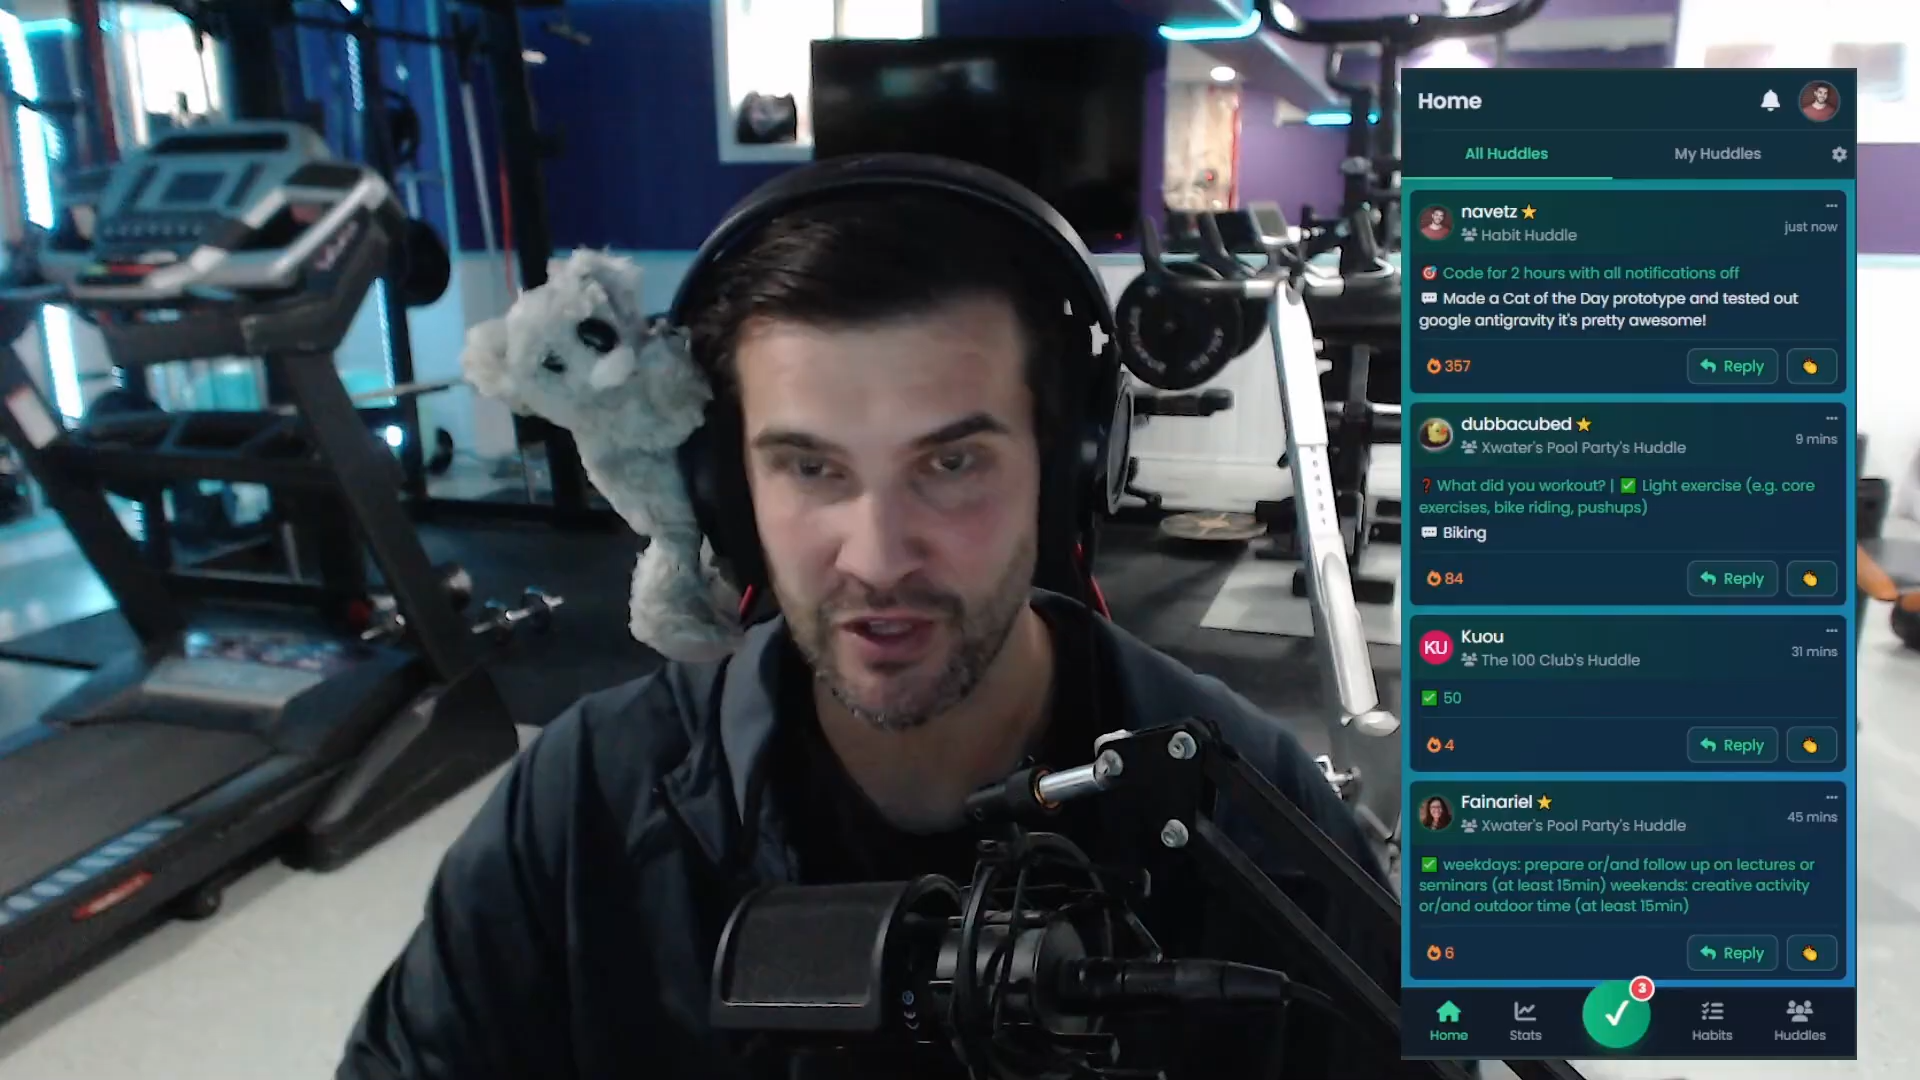 Home
All Huddles
My Huddles
navetz
Habit Huddle
just now
Code for 2 hours with all notifications off
Made a Cat of the Day prototype and tested out
google antigravity it's pretty awesome!
357
Reply
dubbacubed
Xwater's Pool Party's Huddle
9 mins
What did you workout? | ✅ Light exercise (e.g. core
exercises, bike riding, pushups)
Biking
84
Reply
KU
Kuou
The 100 Club's Huddle
31 mins
50
4
Reply
Fainariel
Xwater's Pool Party's Huddle
45 mins
weekdays: prepare or/and follow up on lectures or
seminars (at least 15min) weekends: creative activity
or/and outdoor time (at least 15min)
6
Reply
3
Home
Stats
Habits
Huddles